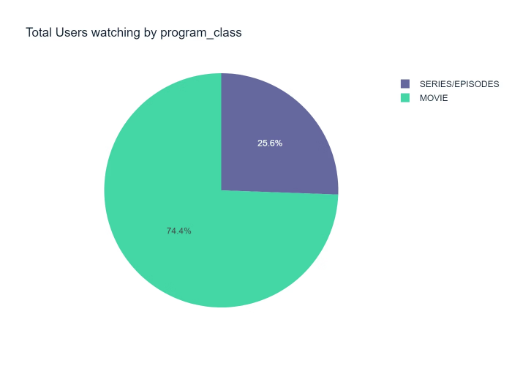 Total Users watching by program_class
SERIES/EPISODES
MOVIE
25.6%
74.4%